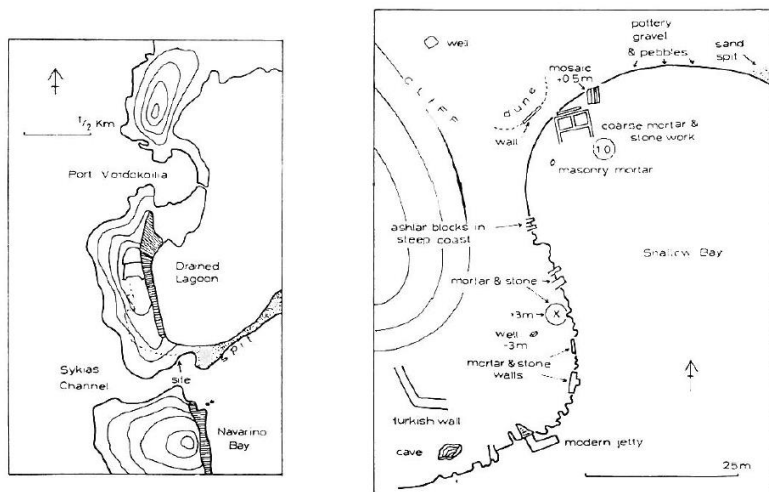 1/2 Km
Port Voidokoilia
Drained
Lagoon
Spit
Sykias
Channel
site
Navarino
Bay
well
CLIFF
dune
wall
pottery
gravel
& pebbles
sand
spit
mosaic
+0.5m
coarse mortar &
stone work
1.0
masonry mortar
ashlar blocks in
steep coast
Shallow Bay
mortar & stone
+3m
X
well
-3m
mortar & stone
walls
turkish wall
cave
modern jetty
25m